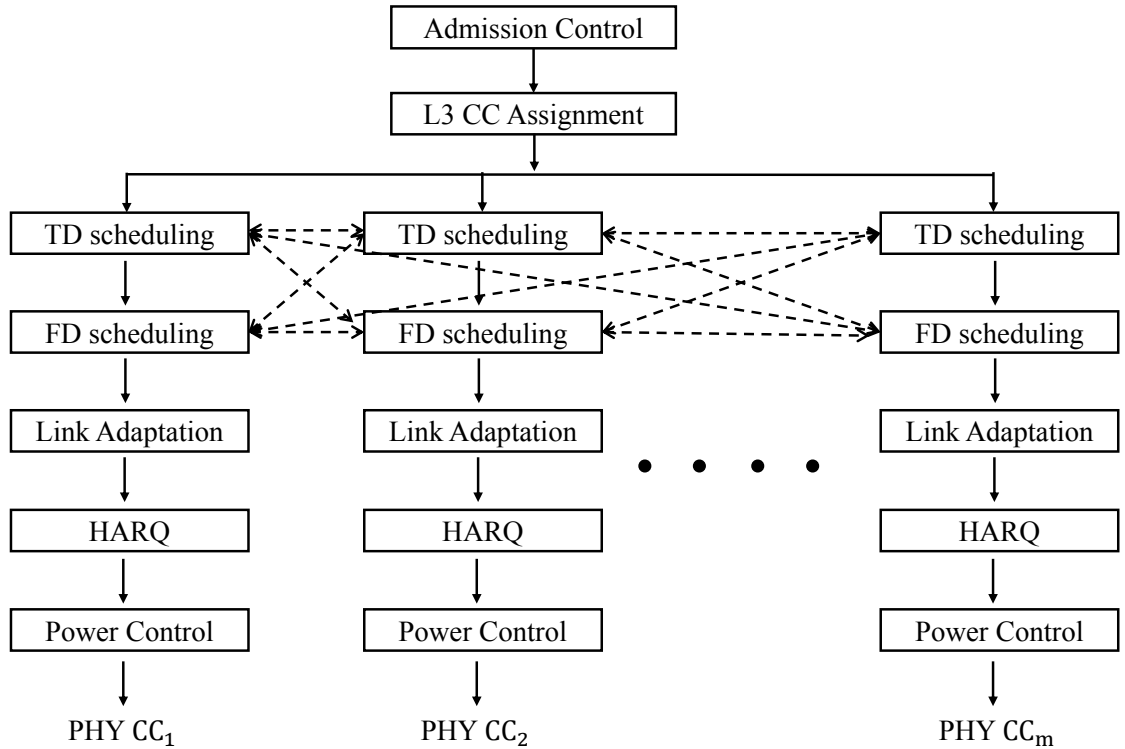 Admission Control
L3 CC Assignment
TD scheduling TD scheduling TD scheduling
FD scheduling FD scheduling FD scheduling
Link Adaptation Link Adaptation Link Adaptation
HARQ HARQ HARQ
Power Control Power Control Power Control
PHY CC₁ PHY CC₂ PHY CCₘ